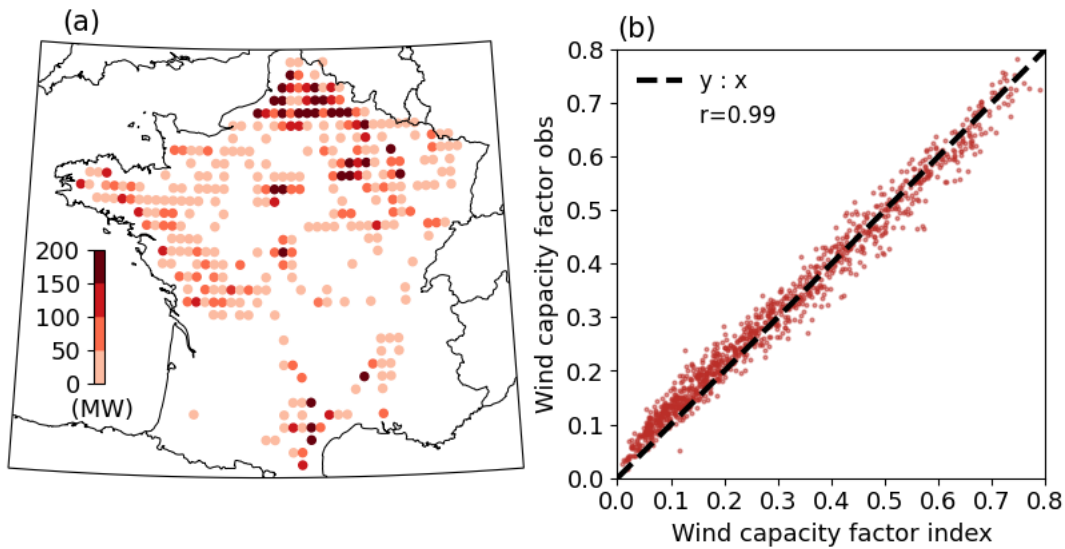 (a)
200
150
100
50
0
(MW)
(b)
0.8
0.7
0.6
0.5
0.4
0.3
0.2
0.1
0.0
Wind capacity factor obs
y : x
r=0.99
0.0 0.1 0.2 0.3 0.4 0.5 0.6 0.7 0.8
Wind capacity factor index